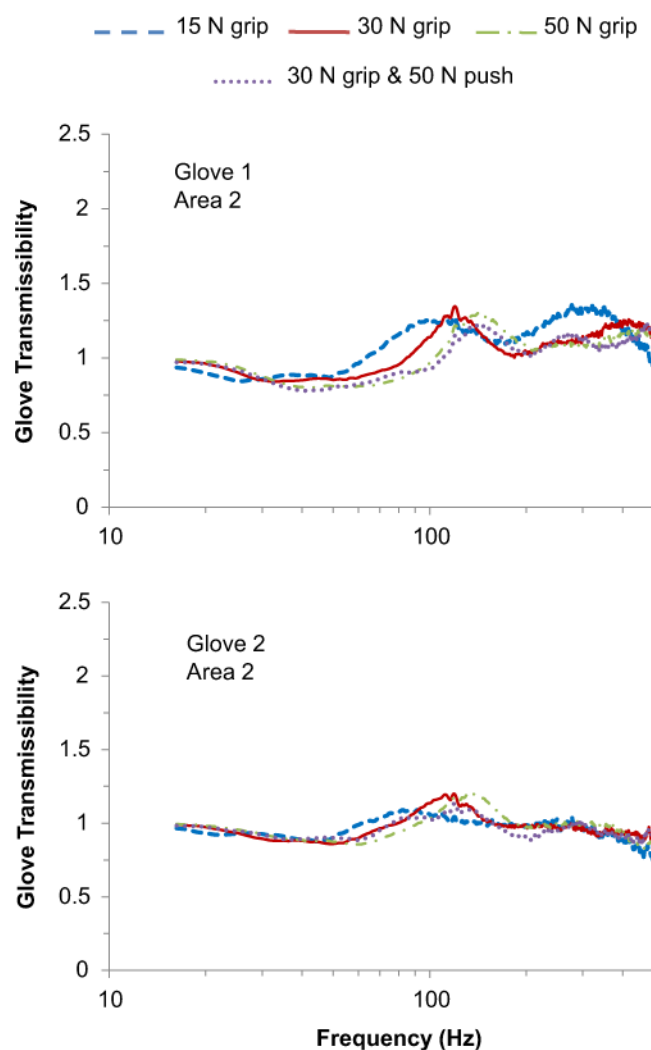 15 N grip 30 N grip 50 N grip
30 N grip & 50 N push
2.5
2
1.5
1
0.5
0
Glove Transmissibility
Glove 1
Area 2
10 100
2.5
2
1.5
1
0.5
0
Glove Transmissibility
Glove 2
Area 2
10 100
Frequency (Hz)